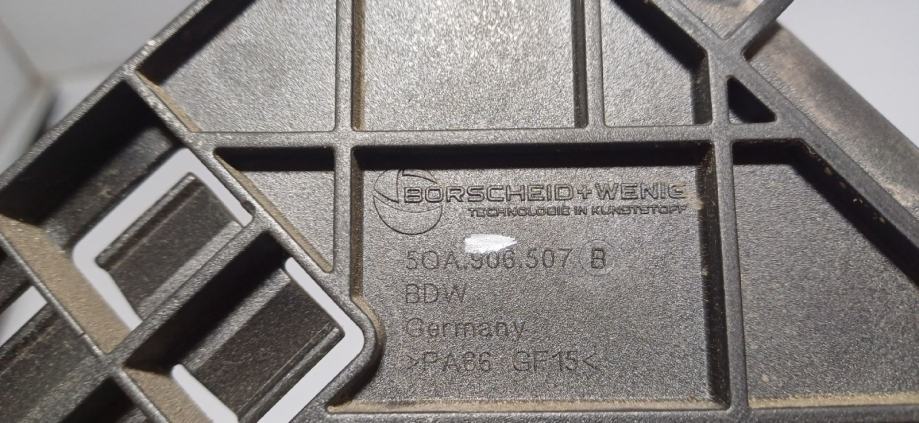 BORSCHEID+WENIG
TECHNOLOGIE IN KUNSTSTOFF
5QA.906.507 B
BDW
Germany
>PA66 GF15<